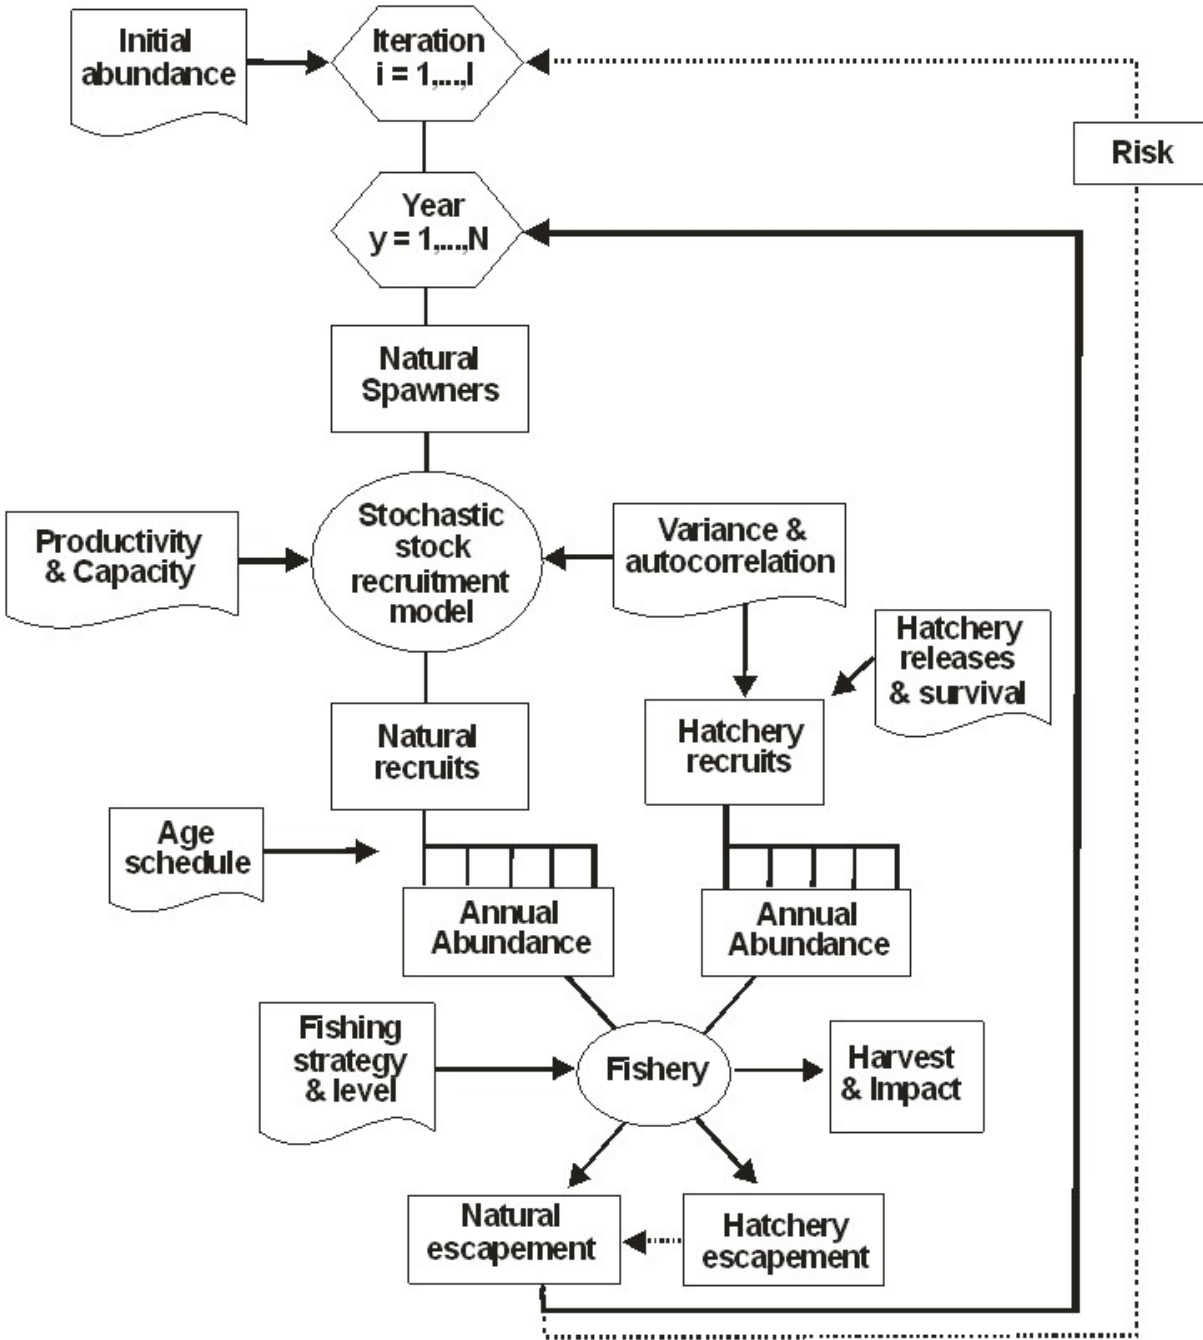 Initial
abundance
Iteration
i = 1,...,I
Risk
Year
y = 1,...,N
Natural
Spawners
Productivity
& Capacity
Stochastic
stock
recruitment
model
Variance &
autocorrelation
Hatchery
releases
& survival
Natural
recruits
Hatchery
recruits
Age
schedule
Annual
Abundance
Annual
Abundance
Fishing
strategy
& level
Fishery
Harvest
& Impact
Natural
escapement
Hatchery
escapement